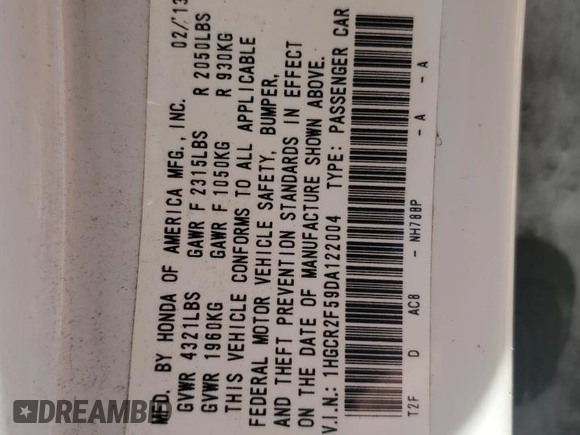 MFD. BY HONDA OF AMERICA MFG., INC. 02/13
GVWR 4321LBS GAWR F 2315LBS R 2050LBS
GVWR 1960KG GAWR F 1050KG R 930KG
THIS VEHICLE CONFORMS TO ALL APPLICABLE
FEDERAL MOTOR VEHICLE SAFETY, BUMPER,
AND THEFT PREVENTION STANDARDS IN EFFECT
ON THE DATE OF MANUFACTURE SHOWN ABOVE.
V.I.N.: 1HGCR2F59DA122004 TYPE: PASSENGER CAR
T2F D AC8 - NH788P - A - A
DREAMBID